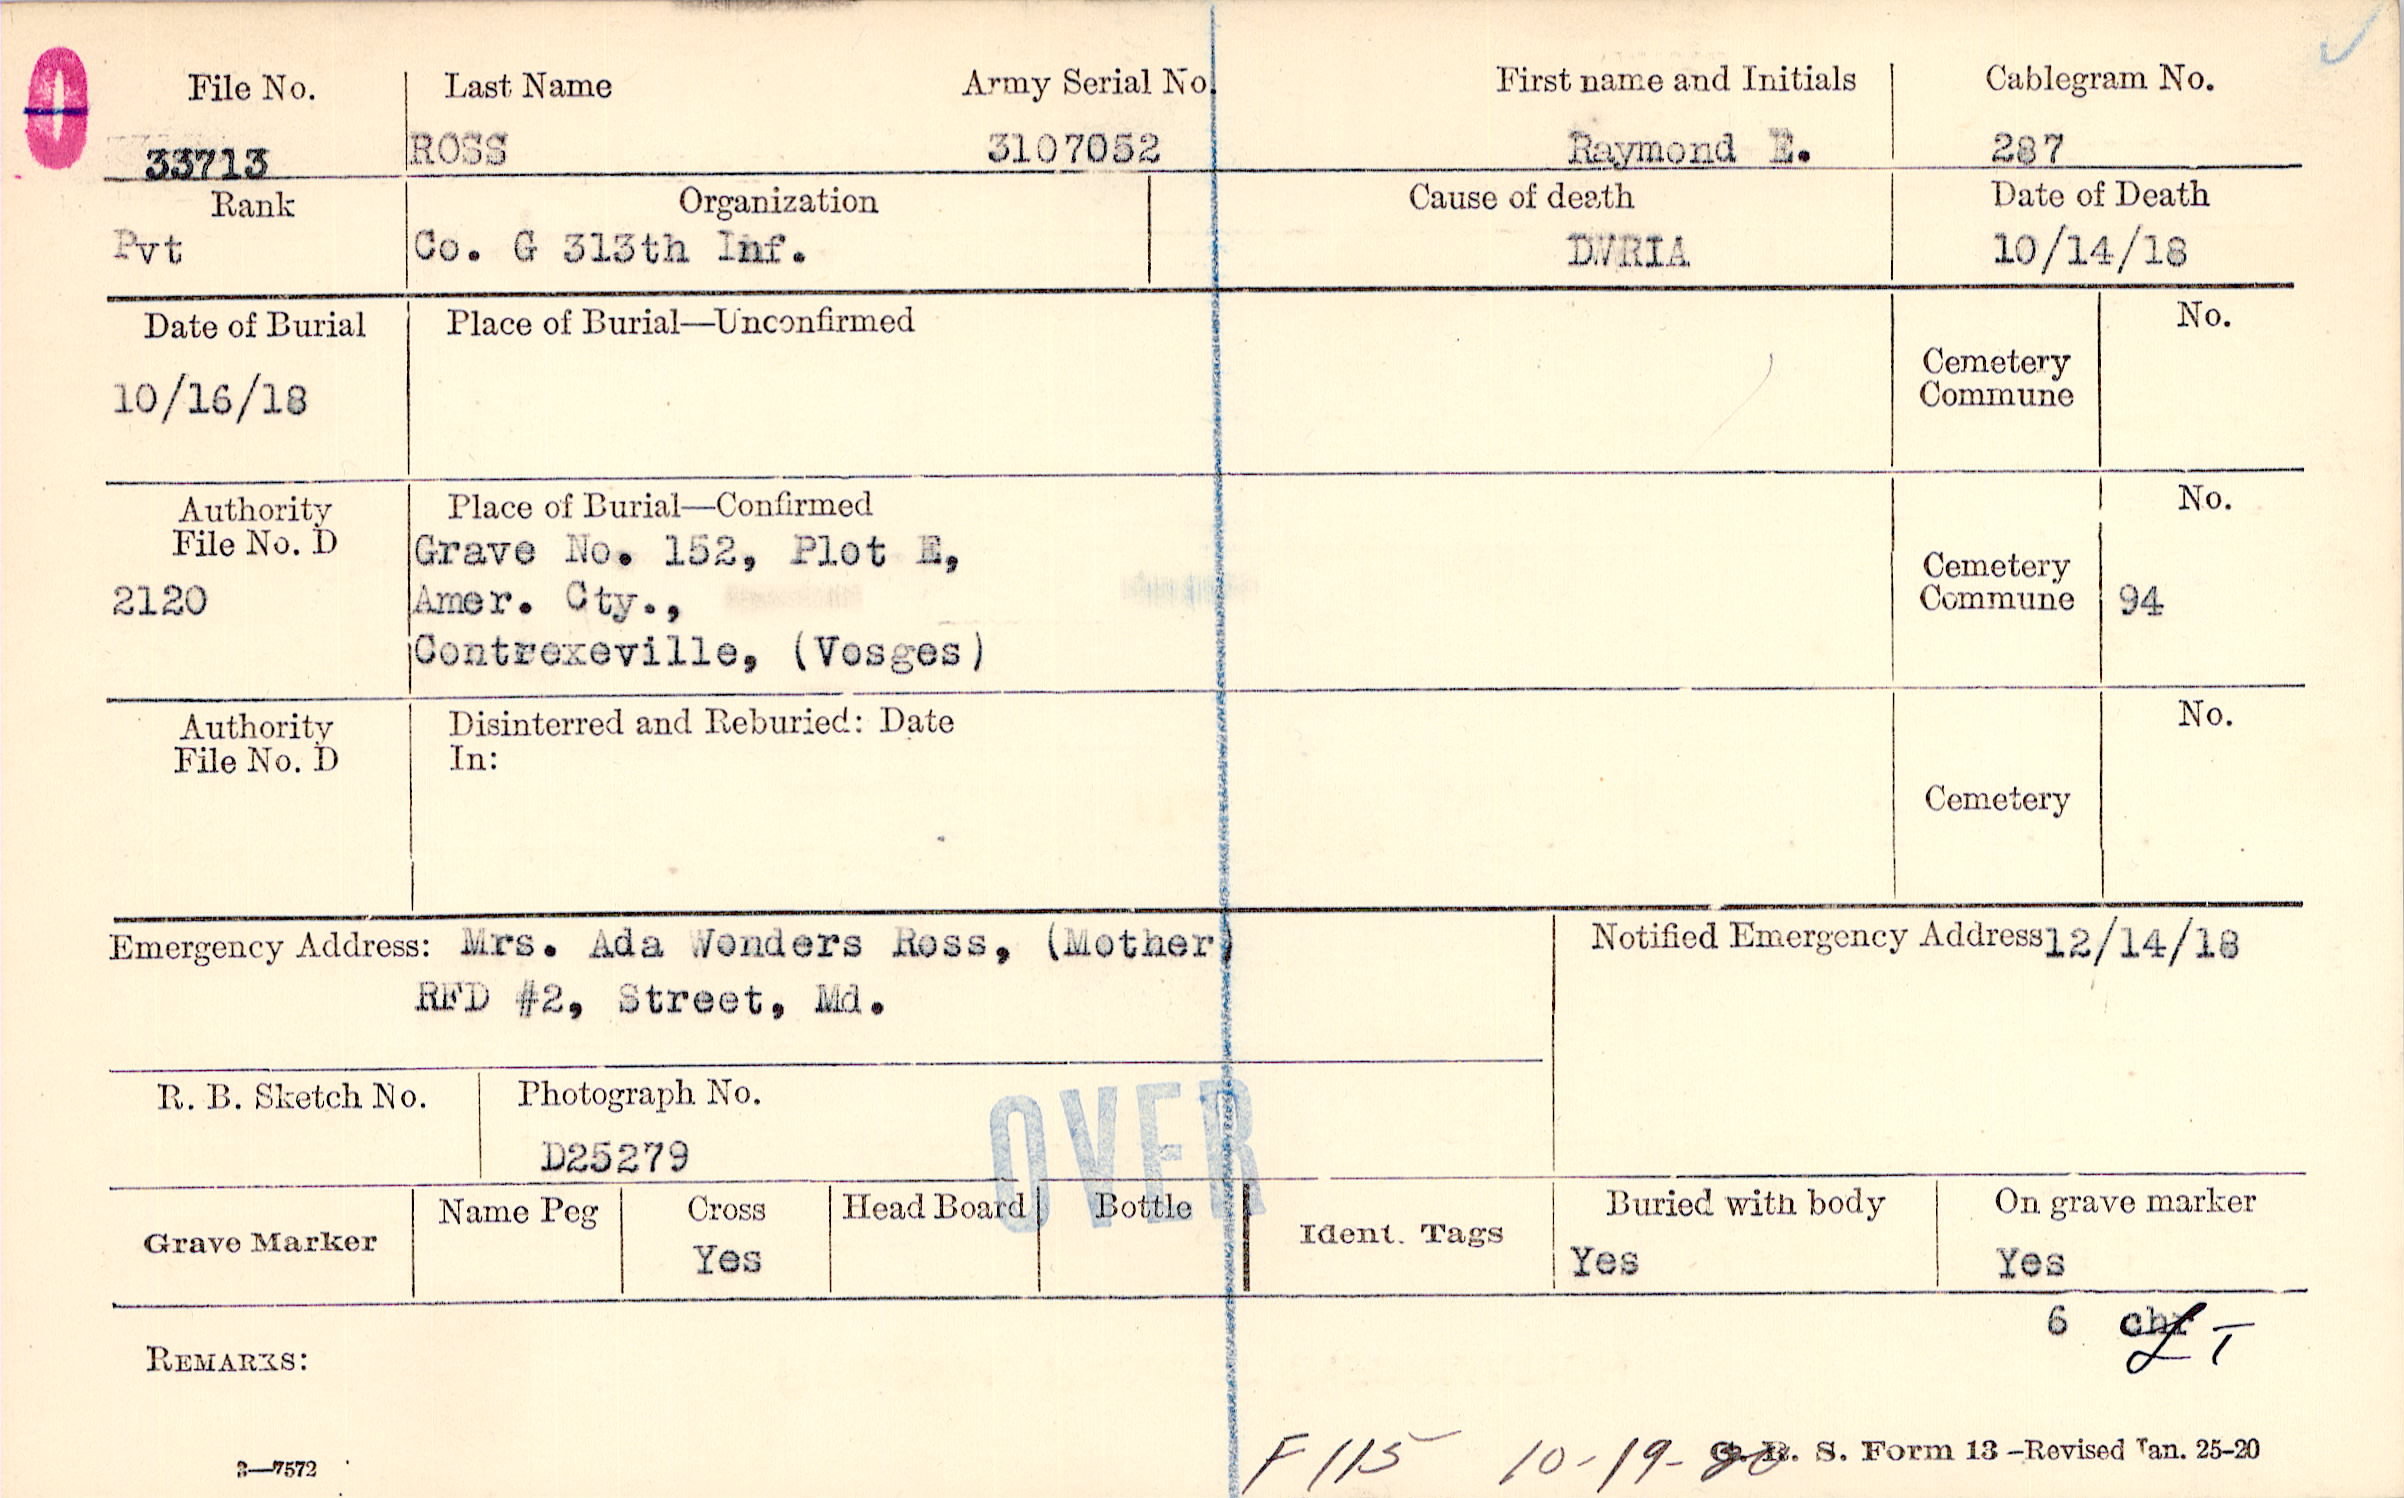 File No. Last Name Army Serial No. First name and Initials Cablegram No.
33713 ROSS 3107052 Raymond E. 287
Rank Organization Cause of death Date of Death
Pvt Co. G 313th Inf. DWRIA 10/14/18
Date of Burial Place of Burial—Unconfirmed No.
Cemetery
Commune
10/16/18
Authority Place of Burial—Confirmed No.
File No. D Grave No. 152, Plot E, Cemetery
2120 Amer. Cty., Commune 94
Contrexeville, (Vosges)
Authority Disinterred and Reburied: Date No.
File No. D In:
Cemetery
Emergency Address: Mrs. Ada Wonders Ross, (Mother) Notified Emergency Address 12/14/18
RFD #2, Street, Md.
R. B. Sketch No. Photograph No.
OVER
D25279
Grave Marker Name Peg Cross Head Board Bottle Ident. Tags Buried with body On grave marker
Yes Yes Yes
6 chr
REMARKS:
F 115 10-19-20 G. R. S. Form 13—Revised Jan. 25-20
3—7572